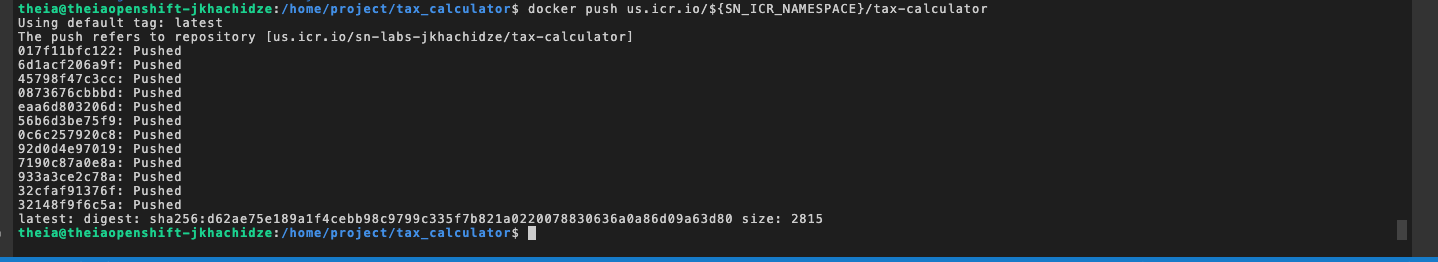 theia@theiaopenshift-jkhachidze:/home/project/tax_calculator$ docker push us.icr.io/${SN_ICR_NAMESPACE}/tax-calculator
Using default tag: latest
The push refers to repository [us.icr.io/sn-labs-jkhachidze/tax-calculator]
017f11bfc122: Pushed
6d1acf206a9f: Pushed
45798f47c3cc: Pushed
0873676cbbbd: Pushed
eaa6d803206d: Pushed
56b6d3be75f9: Pushed
0c6c257920c8: Pushed
92d0d4e97019: Pushed
7190c87a0e8a: Pushed
933a3ce2c78a: Pushed
32cfaf91376f: Pushed
32148f9f6c5a: Pushed
latest: digest: sha256:d62ae75e189a1f4cebb98c9799c335f7b821a0220078830636a0a86d09a63d80 size: 2815
theia@theiaopenshift-jkhachidze:/home/project/tax_calculator$